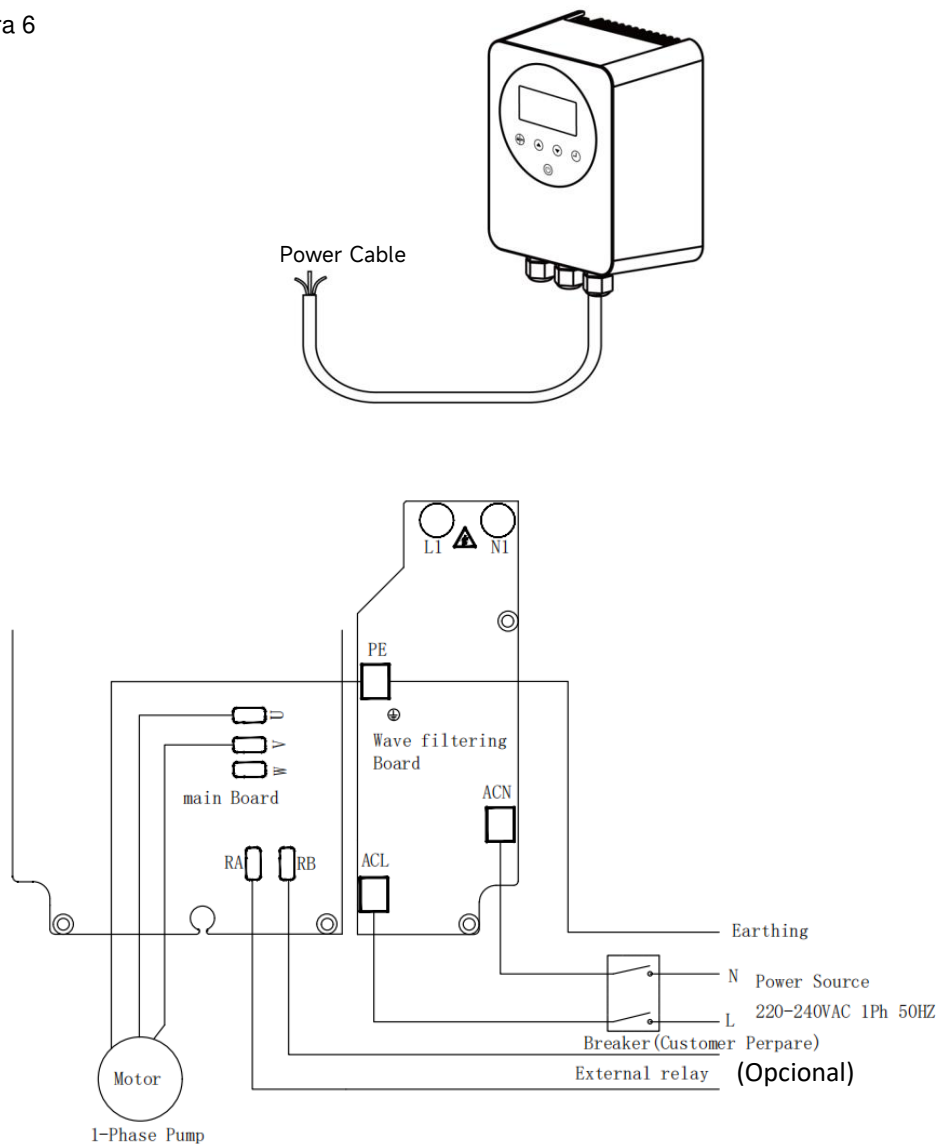 ra 6
Power Cable
L1
N1
PE
U
V
W
Wave filtering
Board
main Board
ACN
RA
RB
ACL
Earthing
N
Power Source
220-240VAC 1Ph 50HZ
L
Breaker(Customer Perpare)
External relay
(Opcional)
Motor
1-Phase Pump